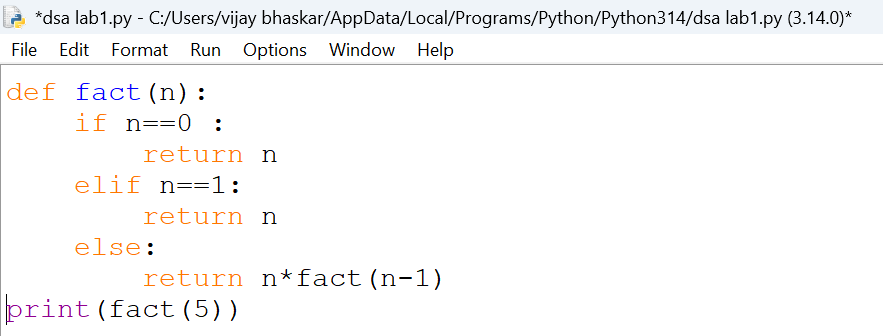 *dsa lab1.py - C:/Users/vijay bhaskar/AppData/Local/Programs/Python/Python314/dsa lab1.py (3.14.0)*
File Edit Format Run Options Window Help
def fact(n):
    if n==0 :
        return n
    elif n==1:
        return n
    else:
        return n*fact(n-1)
print(fact(5))